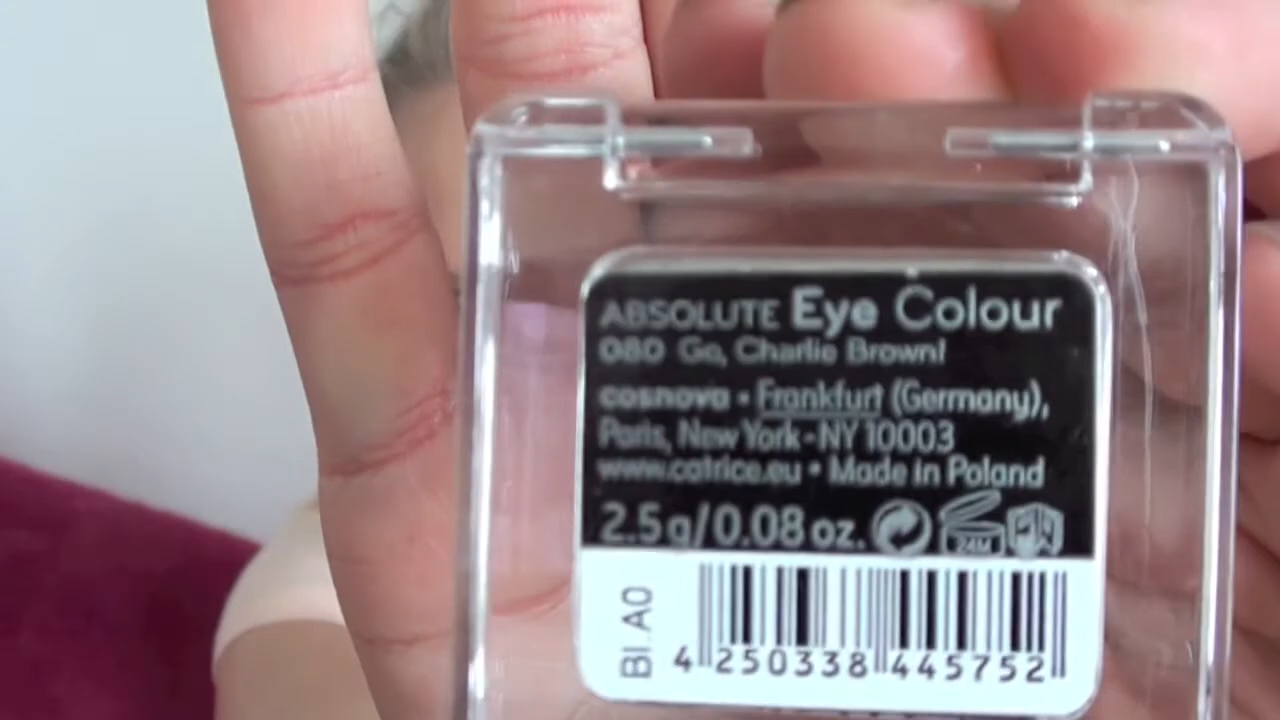 ABSOLUTE Eye Colour
080 Go, Charlie Brown!
cosnova • Frankfurt (Germany),
Paris, New York - NY 10003
www.catrice.eu • Made in Poland
2.5 g/0.08 oz.
24M
BI.A0
4 250338 445752